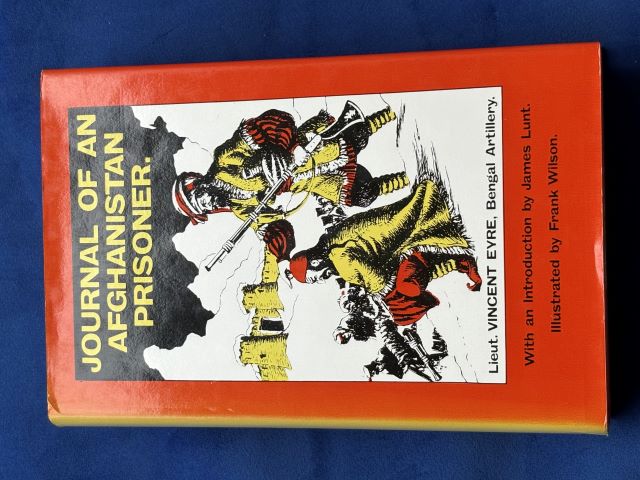 JOURNAL OF AN
AFGHANISTAN
PRISONER.
Lieut. VINCENT EYRE, Bengal Artillery.
With an Introduction by James Lunt.
Illustrated by Frank Wilson.